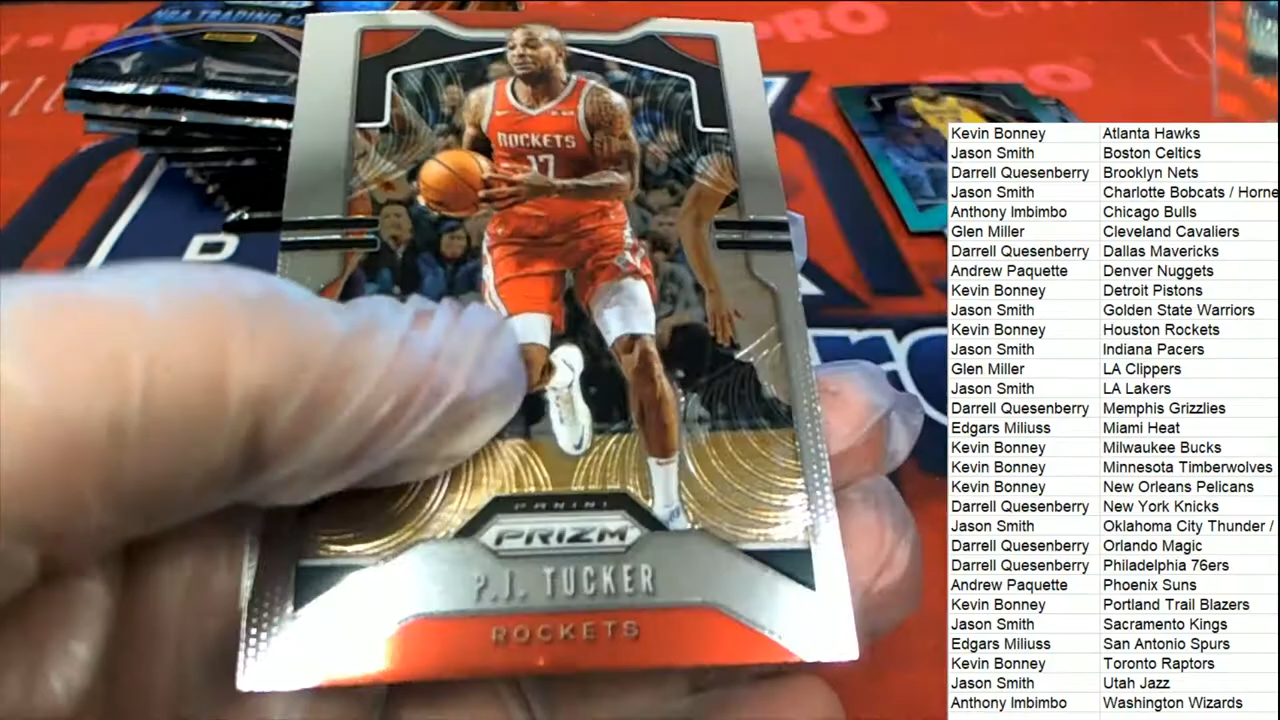 NBA TRADING CA
PRO
ROCKETS
17
PANINI
PRIZM
P.J. TUCKER
ROCKETS
Kevin Bonney Atlanta Hawks
Jason Smith Boston Celtics
Darrell Quesenberry Brooklyn Nets
Jason Smith Charlotte Bobcats / Horne
Anthony Imbimbo Chicago Bulls
Glen Miller Cleveland Cavaliers
Darrell Quesenberry Dallas Mavericks
Andrew Paquette Denver Nuggets
Kevin Bonney Detroit Pistons
Jason Smith Golden State Warriors
Kevin Bonney Houston Rockets
Jason Smith Indiana Pacers
Glen Miller LA Clippers
Jason Smith LA Lakers
Darrell Quesenberry Memphis Grizzlies
Edgars Miliuss Miami Heat
Kevin Bonney Milwaukee Bucks
Kevin Bonney Minnesota Timberwolves
Kevin Bonney New Orleans Pelicans
Darrell Quesenberry New York Knicks
Jason Smith Oklahoma City Thunder /
Darrell Quesenberry Orlando Magic
Darrell Quesenberry Philadelphia 76ers
Andrew Paquette Phoenix Suns
Kevin Bonney Portland Trail Blazers
Jason Smith Sacramento Kings
Edgars Miliuss San Antonio Spurs
Kevin Bonney Toronto Raptors
Jason Smith Utah Jazz
Anthony Imbimbo Washington Wizards